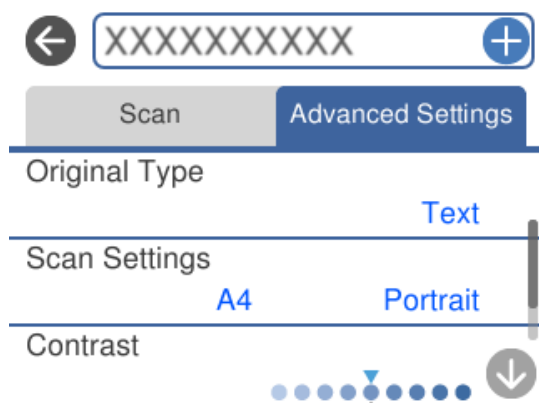 XXXXXXXXXX
Scan
Advanced Settings
Original Type
Text
Scan Settings
A4 Portrait
Contrast